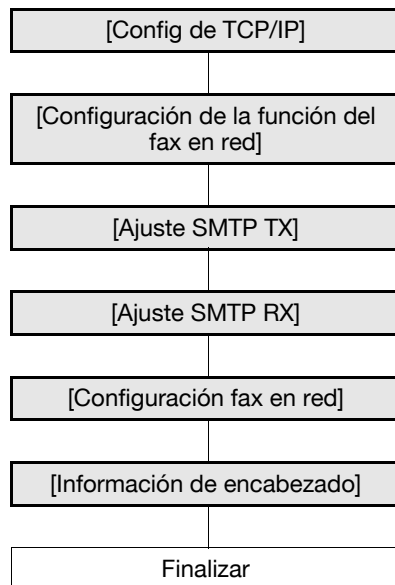 [Config de TCP/IP]
[Configuración de la función del
fax en red]
[Ajuste SMTP TX]
[Ajuste SMTP RX]
[Configuración fax en red]
[Información de encabezado]
Finalizar